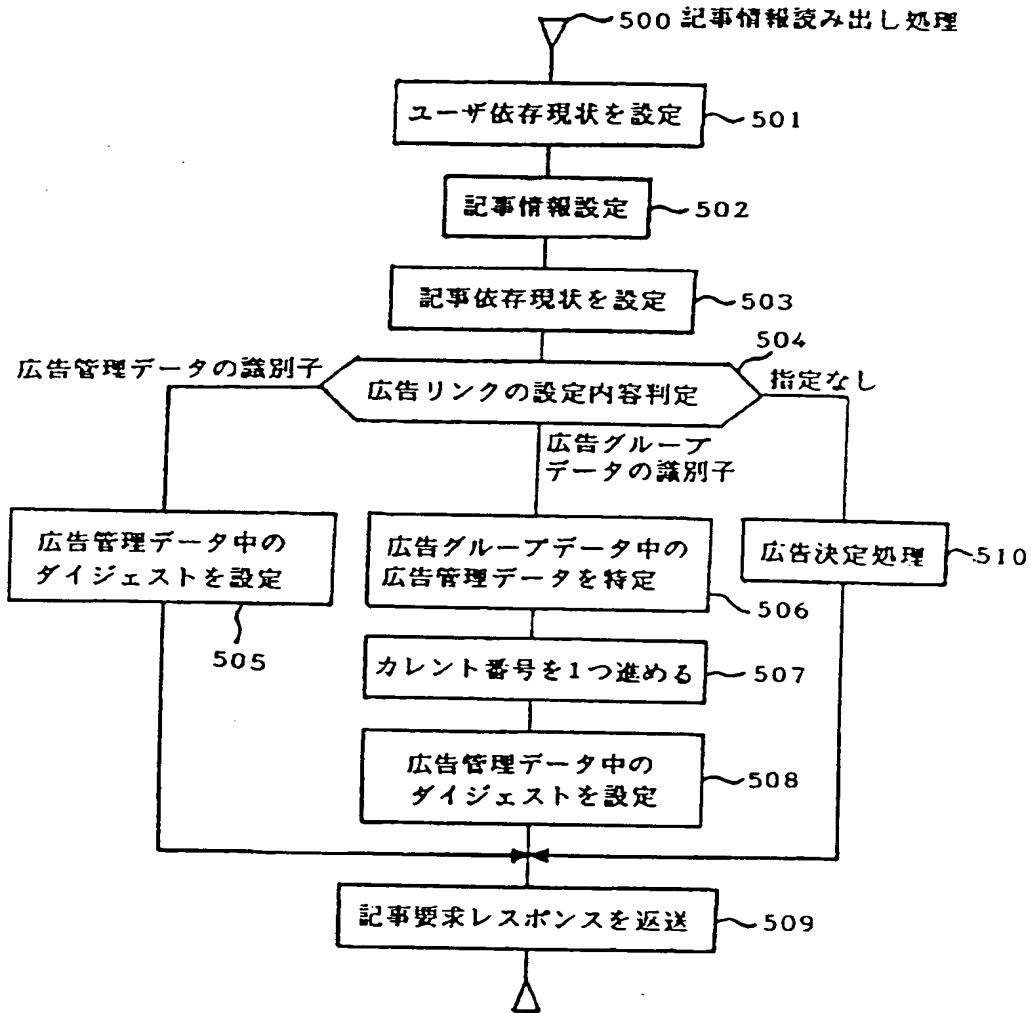 500 記事情報読み出し処理
ユーザ依存現状を設定
501
記事情報設定
502
記事依存現状を設定
503
504
広告管理データの識別子
広告リンクの設定内容判定
指定なし
広告グループ
データの識別子
広告管理データ中の
ダイジェストを設定
505
広告グループデータ中の
広告管理データを特定
506
広告決定処理
510
カレント番号を1つ進める
507
広告管理データ中の
ダイジェストを設定
508
記事要求レスポンスを返送
509